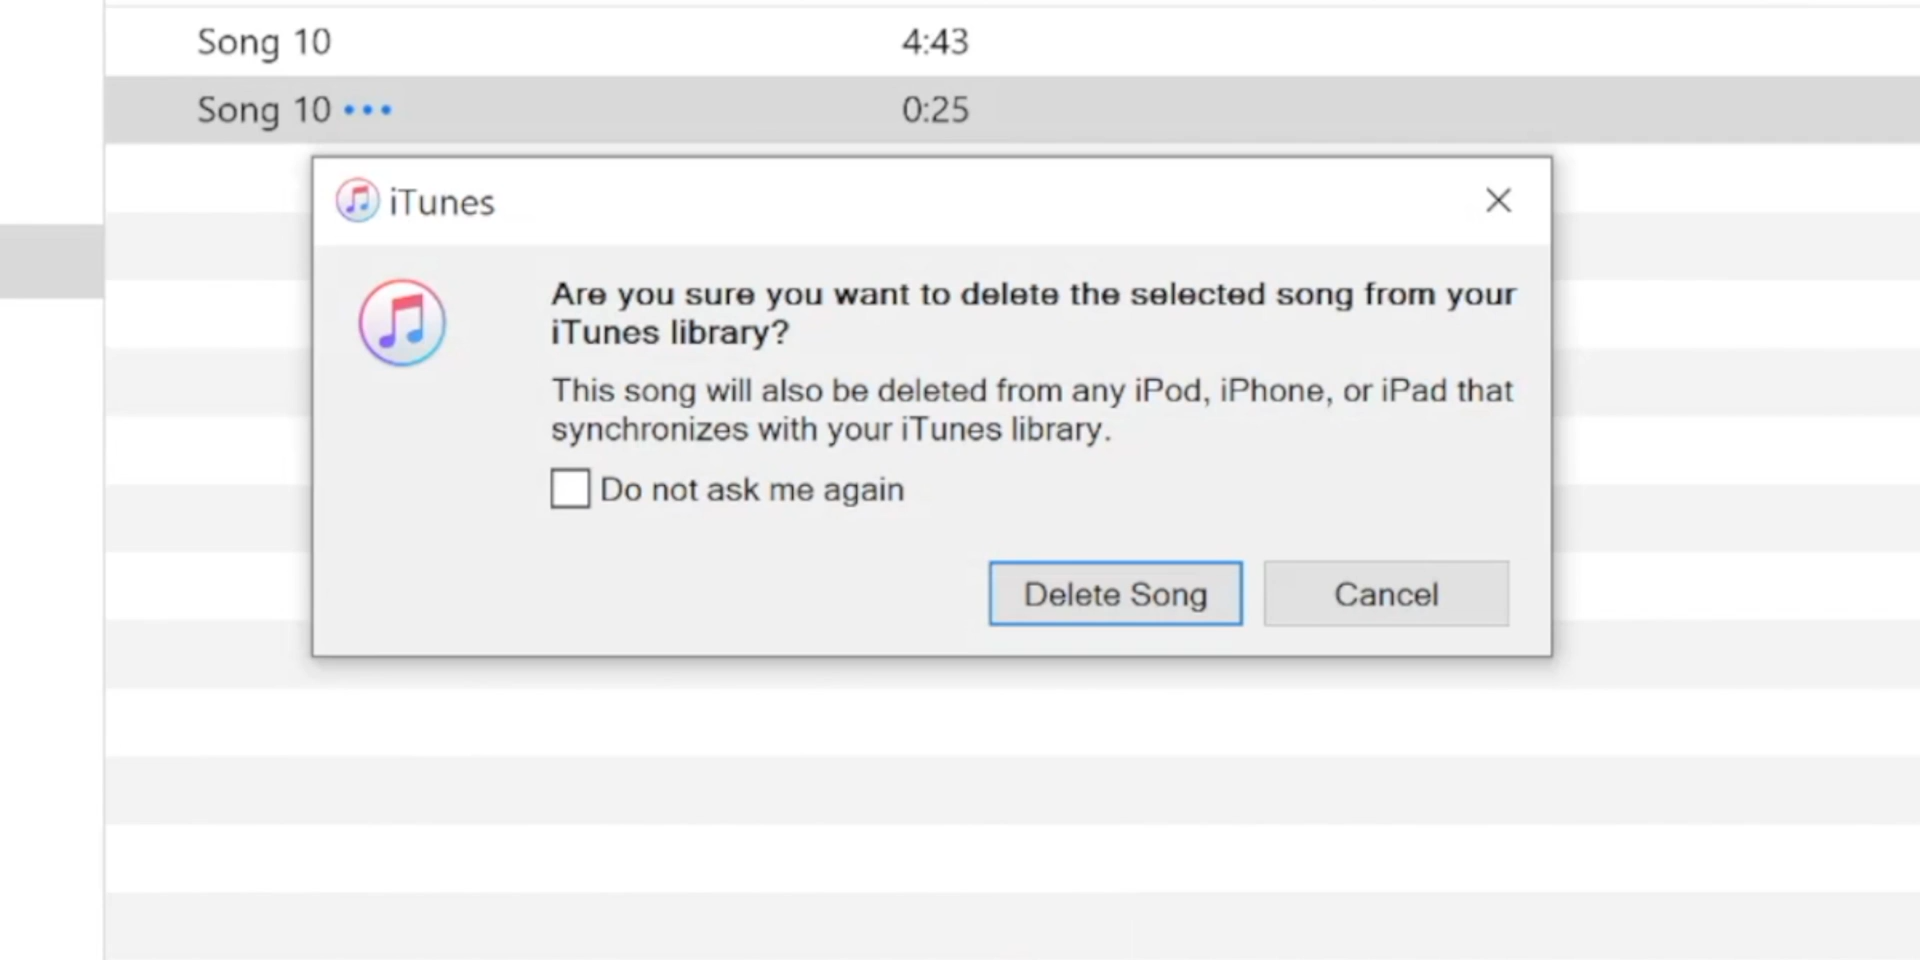 Song 10 4:43
Song 10 ••• 0:25
iTunes
Are you sure you want to delete the selected song from your
iTunes library?
This song will also be deleted from any iPod, iPhone, or iPad that
synchronizes with your iTunes library.
Do not ask me again
Delete Song Cancel